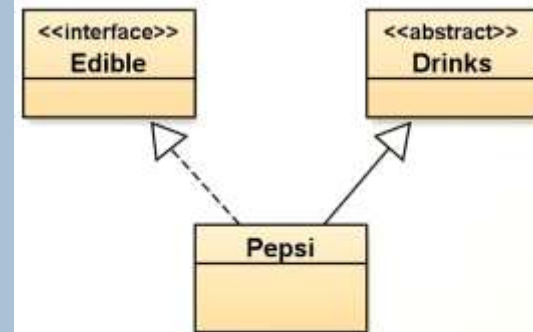 <<interface>>
Edible
<<abstract>>
Drinks
Pepsi